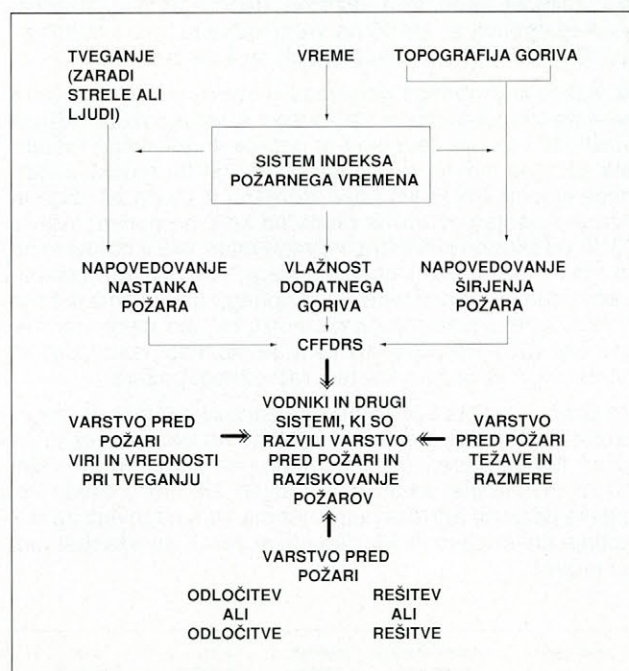 TVEGANJE
(ZARADI
STRELE ALI
LJUDI)
VREME
TOPOGRAFIJA GORIVA
SISTEM INDEKSA
POŽARNEGA VREMENA
NAPOVEDOVANJE
NASTANKA
POŽARA
VLAŽNOST
DODATNEGA
GORIVA
NAPOVEDOVANJE
ŠIRJENJA
POŽARA
CFFDRS
VARSTVO PRED
POŽARI
VIRI IN VREDNOSTI
PRI TVEGANJU
VODNIKI IN DRUGI
SISTEMI, KI SO
RAZVILI VARSTVO
PRED POŽARI IN
RAZISKOVANJE
POŽAROV
VARSTVO
PRED POŽARI
TEŽAVE IN
RAZMERE
VARSTVO PRED
POŽARI
ODLOČITEV
ALI
ODLOČITVE
REŠITEV
ALI
REŠITVE